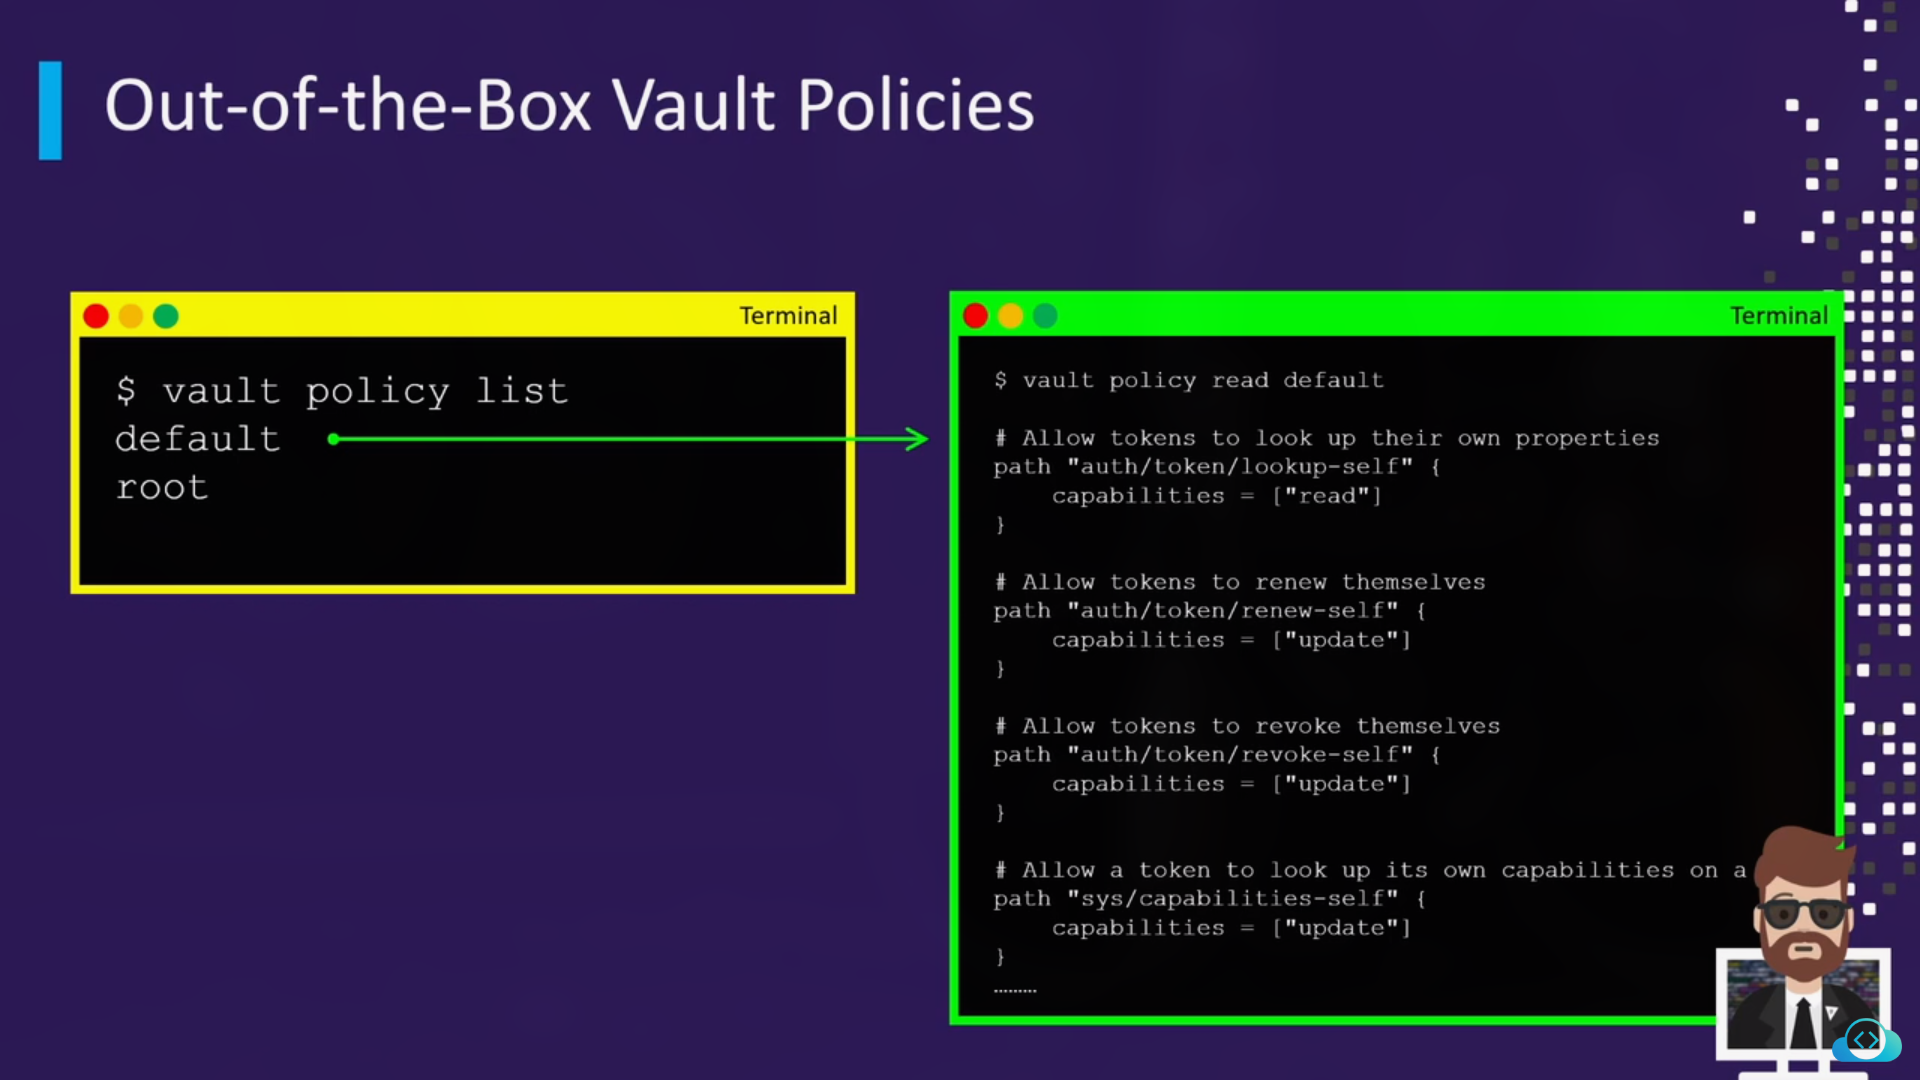 Out-of-the-Box Vault Policies
Terminal
$ vault policy list
default
root
Terminal
$ vault policy read default
# Allow tokens to look up their own properties
path "auth/token/lookup-self" {
    capabilities = ["read"]
}
# Allow tokens to renew themselves
path "auth/token/renew-self" {
    capabilities = ["update"]
}
# Allow tokens to revoke themselves
path "auth/token/revoke-self" {
    capabilities = ["update"]
}
# Allow a token to look up its own capabilities on a
path "sys/capabilities-self" {
    capabilities = ["update"]
}
.........